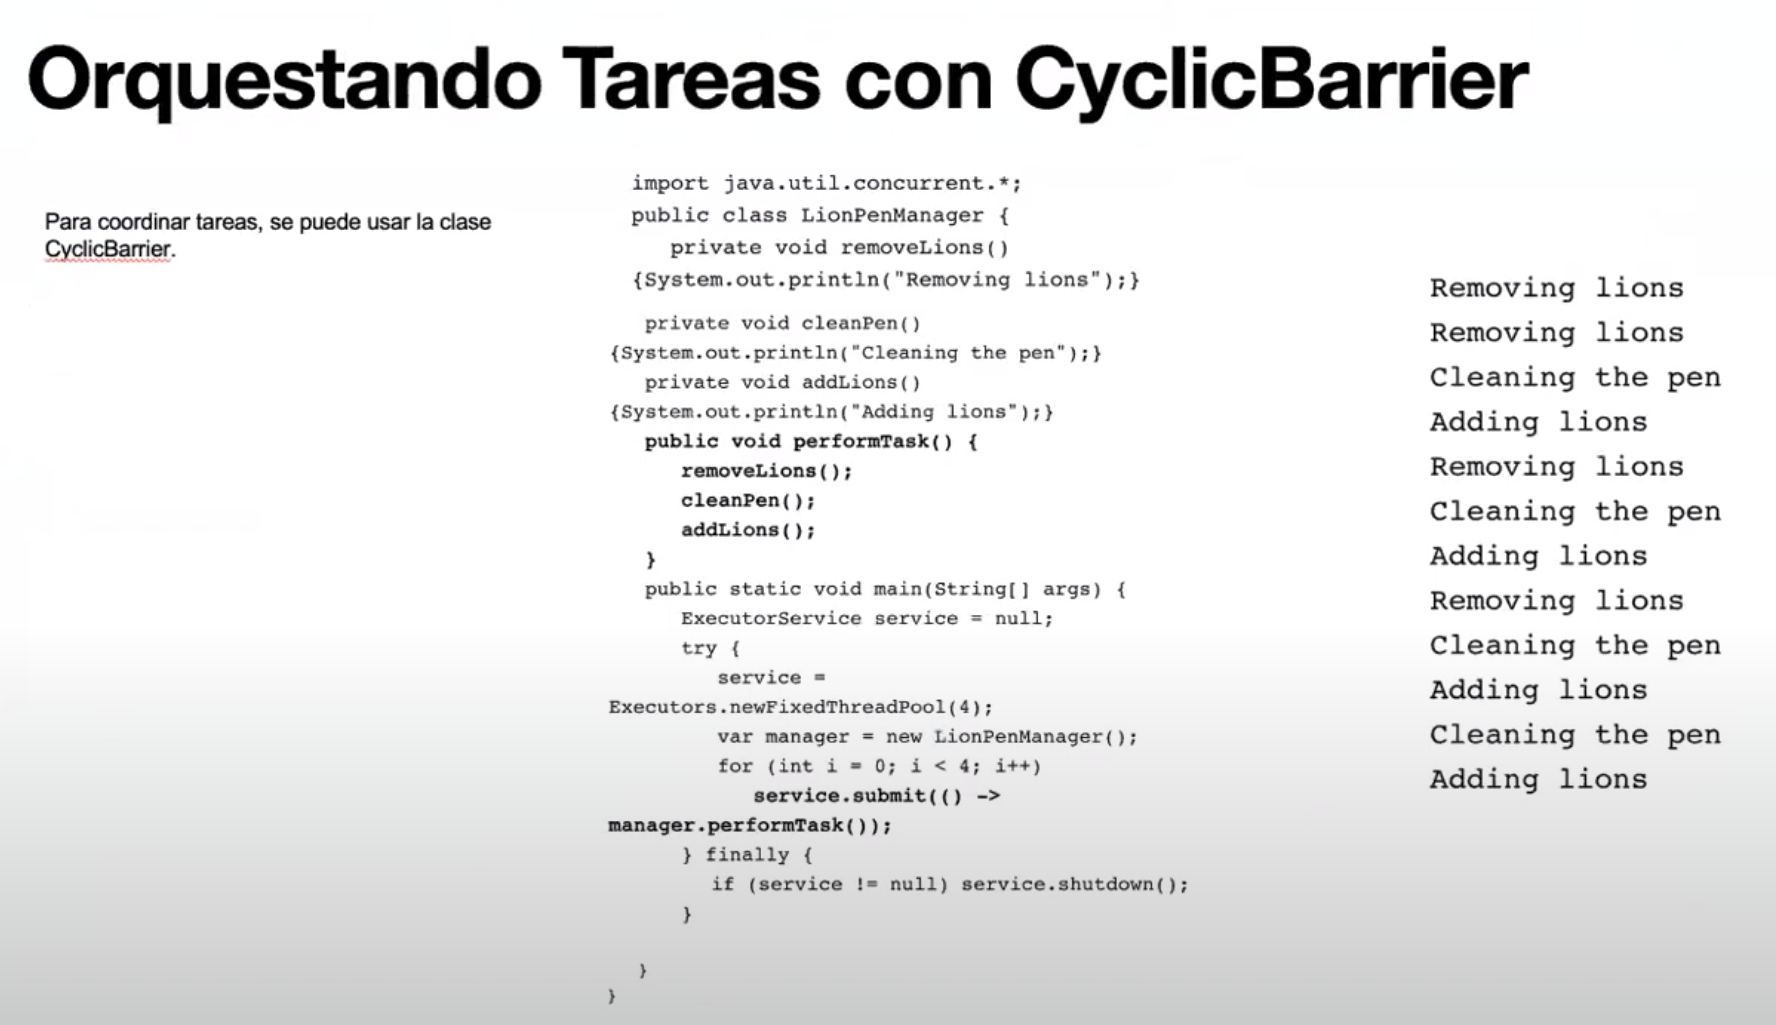 Orquestando Tareas con CyclicBarrier
Para coordinar tareas, se puede usar la clase
CyclicBarrier.
import java.util.concurrent.*;
public class LionPenManager {
private void removeLions()
{System.out.println("Removing lions");}
private void cleanPen()
{System.out.println("Cleaning the pen");}
private void addLions()
{System.out.println("Adding lions");}
public void performTask() {
removeLions();
cleanPen();
addLions();
}
public static void main(String[] args) {
ExecutorService service = null;
try {
service =
Executors.newFixedThreadPool(4);
var manager = new LionPenManager();
for (int i = 0; i < 4; i++)
service.submit(() ->
manager.performTask());
} finally {
if (service != null) service.shutdown();
}
}
}
Removing lions
Removing lions
Cleaning the pen
Adding lions
Removing lions
Cleaning the pen
Adding lions
Removing lions
Cleaning the pen
Adding lions
Cleaning the pen
Adding lions